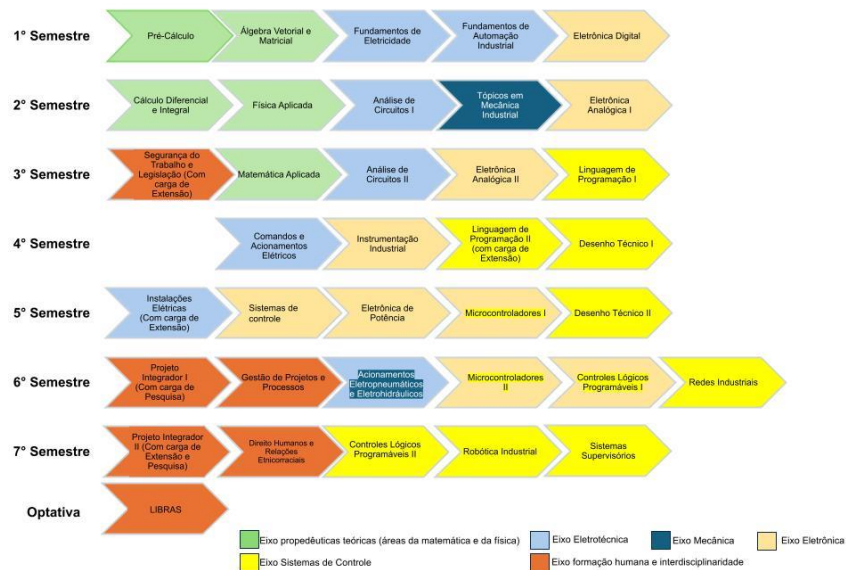 1° Semestre
Pré-Cálculo
Álgebra Vetorial e
Matricial
Fundamentos de
Eletricidade
Fundamentos de
Automação
Industrial
Eletrônica Digital
2° Semestre
Cálculo Diferencial
e Integral
Física Aplicada
Análise de
Circuitos I
Tópicos em
Mecânica
Industrial
Eletrônica
Analógica I
3° Semestre
Segurança do
Trabalho e
Legislação (Com
carga de
Extensão)
Matemática Aplicada
Análise de
Circuitos II
Eletrônica
Analógica II
Linguagem de
Programação I
4° Semestre
Comandos e
Acionamentos
Elétricos
Instrumentação
Industrial
Linguagem de
Programação II
(com carga de
Extensão)
Desenho Técnico I
5° Semestre
Instalações
Elétricas
(Com carga de
Extensão)
Sistemas de
controle
Eletrônica de
Potência
Microcontroladores I
Desenho Técnico II
6° Semestre
Projeto
Integrador I
(Com carga de
Pesquisa)
Gestão de Projetos e
Processos
Acionamentos
Eletropneumáticos
e Eletrohidráulicos
Microcontroladores
II
Controles Lógicos
Programáveis I
Redes Industriais
7° Semestre
Projeto Integrador
II (Com carga de
Extensão e
Pesquisa)
Direito Humanos e
Relações
Etnicorraciais
Controles Lógicos
Programáveis II
Robótica Industrial
Sistemas
Supervisórios
Optativa
LIBRAS
Eixo propedêuticas teóricas (áreas da matemática e da física)
Eixo Eletrotécnica
Eixo Mecânica
Eixo Eletrônica
Eixo Sistemas de Controle
Eixo formação humana e interdisciplinaridade